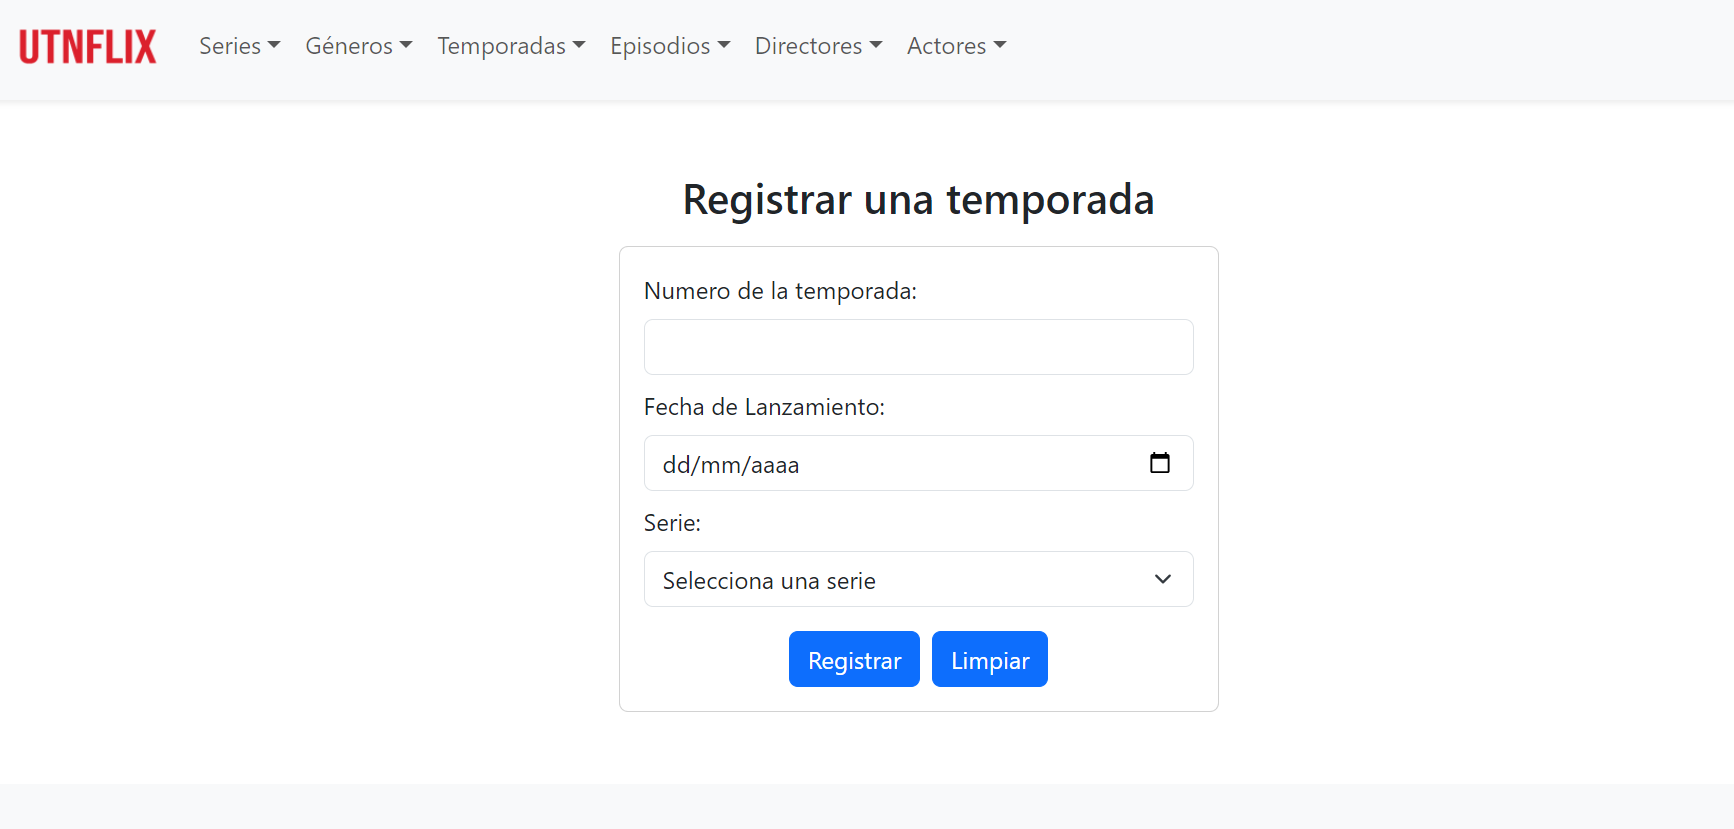 UTNFLIX Series Géneros Temporadas Episodios Directores Actores
Registrar una temporada
Numero de la temporada:
Fecha de Lanzamiento:
dd/mm/aaaa
Serie:
Selecciona una serie
Registrar Limpiar